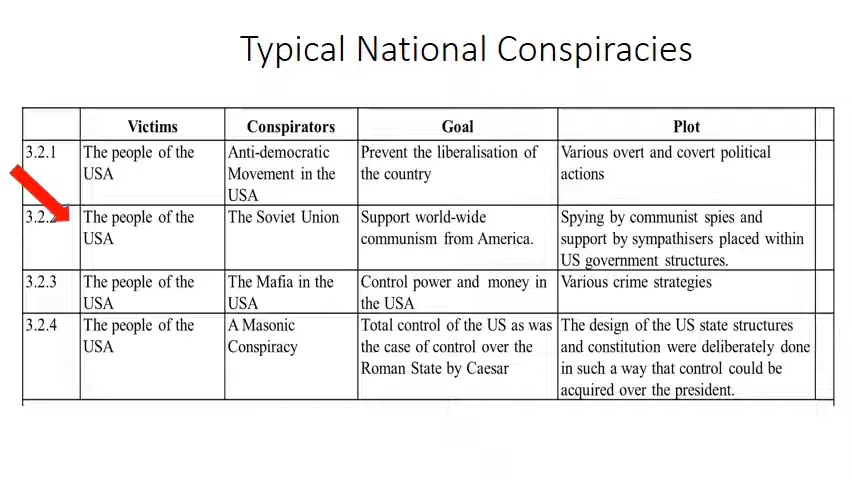 Typical National Conspiracies
Victims Conspirators Goal Plot
3.2.1 The people of the Anti-democratic Prevent the liberalisation of Various overt and covert political
USA Movement in the the country actions
USA
3.2.2 The people of the The Soviet Union Support world-wide Spying by communist spies and
USA communism from America. support by sympathisers placed within
US government structures.
3.2.3 The people of the The Mafia in the Control power and money in Various crime strategies
USA USA the USA
3.2.4 The people of the A Masonic Total control of the US as was The design of the US state structures
USA Conspiracy the case of control over the and constitution were deliberately done
Roman State by Caesar in such a way that control could be
acquired over the president.